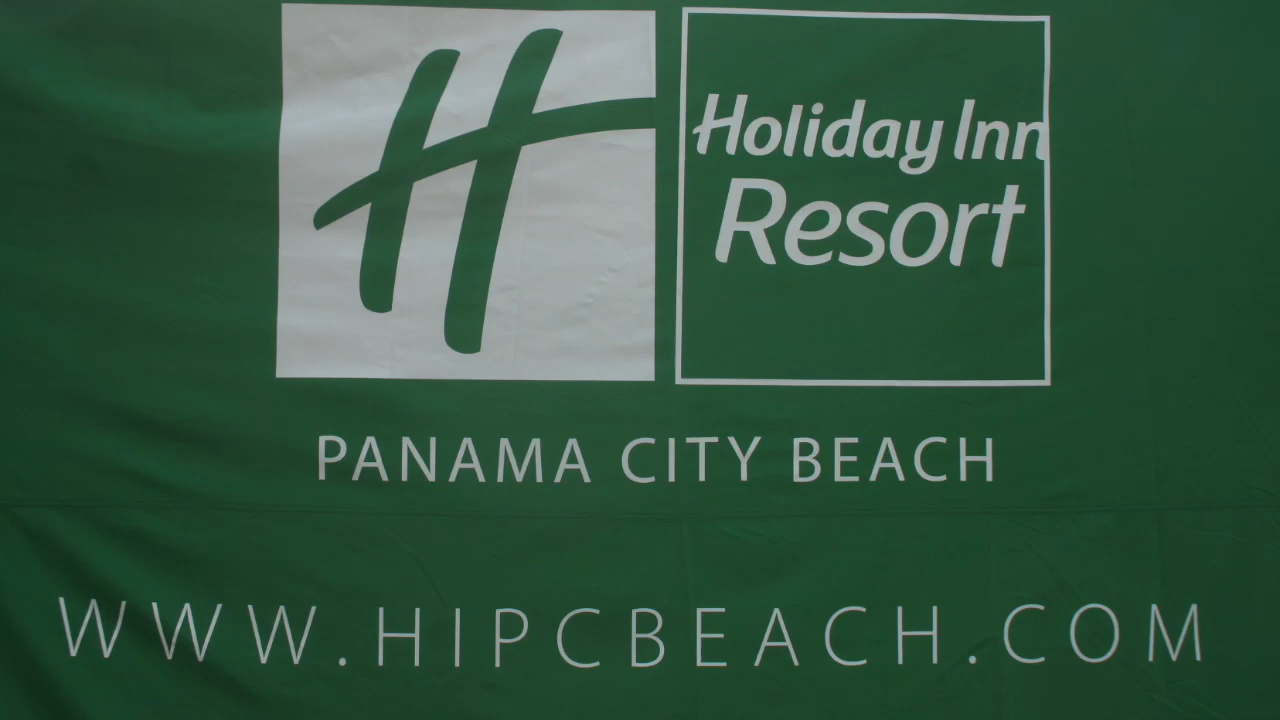 H
Holiday Inn
Resort
PANAMA CITY BEACH
WWW.HIPCBEACH.COM